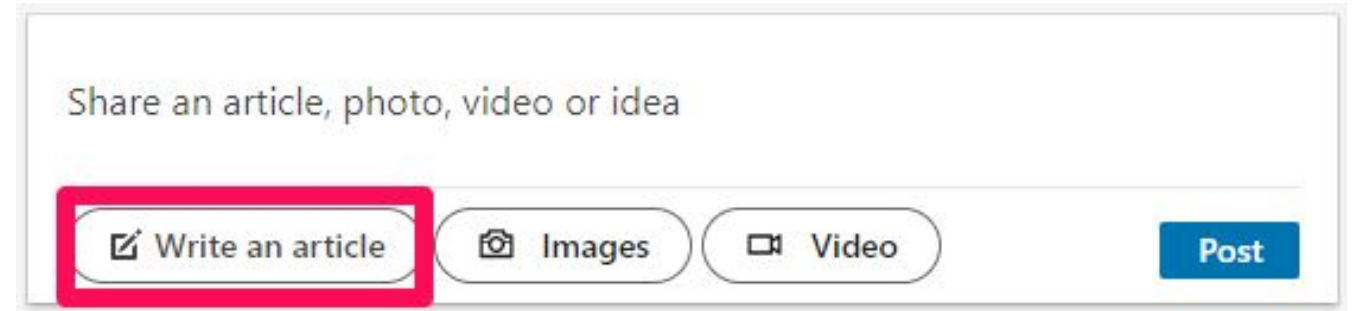 Share an article, photo, video or idea
Write an article Images Video Post